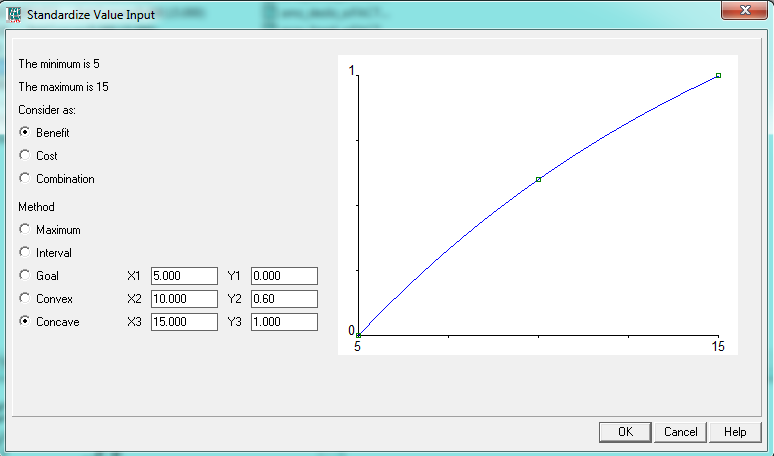 Standardize Value Input
The minimum is 5
The maximum is 15
Consider as:
Benefit
Cost
Combination
Method
Maximum
Interval
Goal X1 5.000 Y1 0.000
Convex X2 10.000 Y2 0.60
Concave X3 15.000 Y3 1.000
1
0
5 15
OK Cancel Help